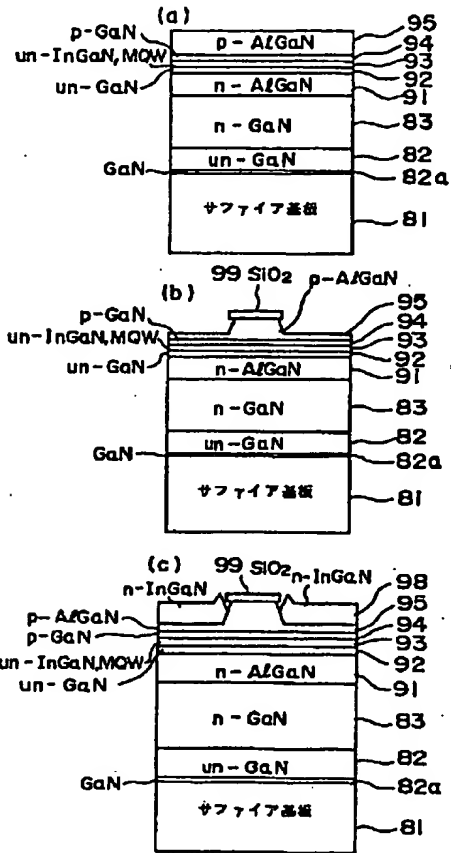 (a)
p-GaN
un-InGaN,MQW
un-GaN
GaN
p-AlGaN
n-AlGaN
n-GaN
un-GaN
サファイア基板
95
94
93
92
91
83
82
82a
81
(b)
99 SiO2
p-AlGaN
p-GaN
un-InGaN,MQW
un-GaN
GaN
n-AlGaN
n-GaN
un-GaN
サファイア基板
95
94
93
92
91
83
82
82a
81
(c)
99 SiO2
n-InGaN
n-InGaN
p-AlGaN
p-GaN
un-InGaN,MQW
un-GaN
GaN
n-AlGaN
n-GaN
un-GaN
サファイア基板
98
95
94
93
92
91
83
82
82a
81